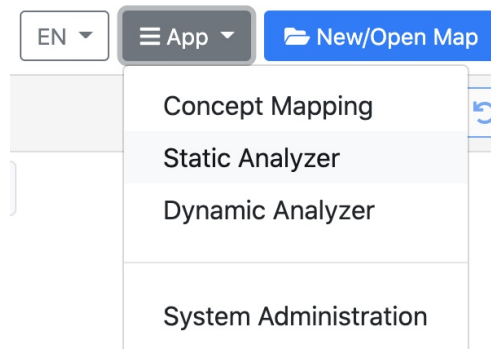 EN
App
New/Open Map
Concept Mapping
Static Analyzer
Dynamic Analyzer
System Administration